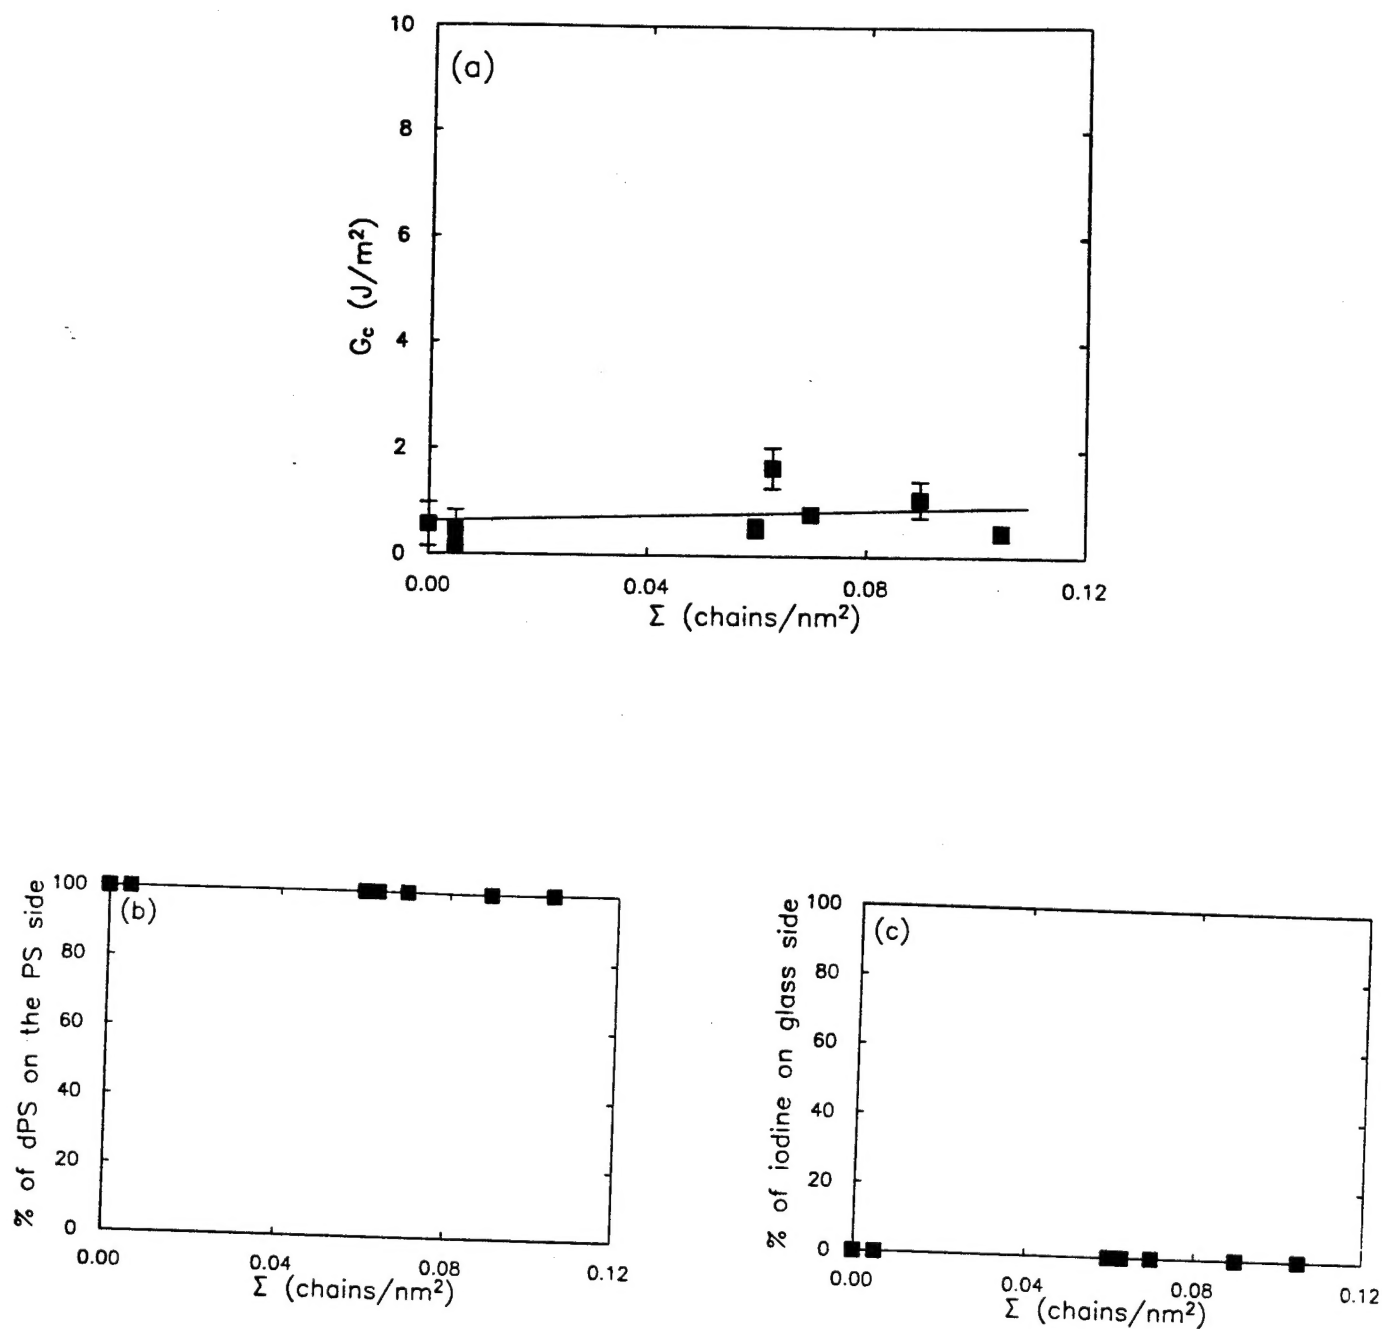 (a)
10
8
6
4
2
0
G_c (J/m²)
0.00 0.04 0.08 0.12
Σ (chains/nm²)
(b)
100
80
60
40
20
0
% of dPS on the PS side
0.00 0.04 0.08 0.12
Σ (chains/nm²)
(c)
100
80
60
40
20
0
% of iodine on glass side
0.00 0.04 0.08 0.12
Σ (chains/nm²)